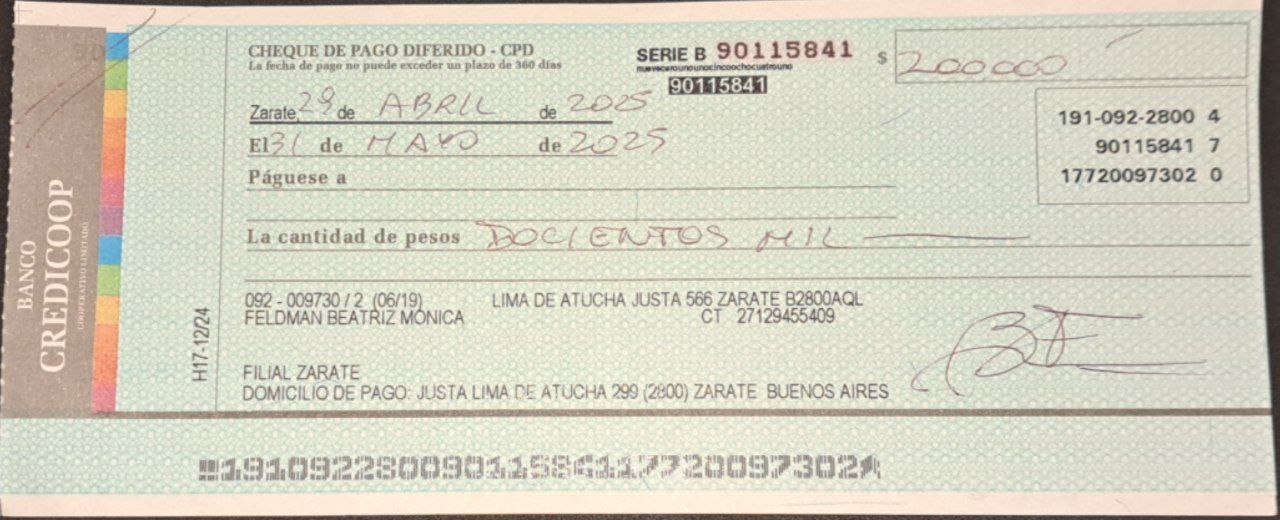 BANCO
CREDICOOP
COOPERATIVO LIMITADO
CHEQUE DE PAGO DIFERIDO - CPD
La fecha de pago no puede exceder un plazo de 360 días
SERIE B 90115841
nuevecerounounocincoochocuatrouno
90115841
$ 200000
Zarate, 29 de ABRIL de 2025
El 31 de MAYO de 2025
Páguese a
191-092-2800 4
90115841 7
17720097302 0
La cantidad de pesos DOCIENTOS MIL
H17-12/24
092 - 009730 / 2 (06/19) LIMA DE ATUCHA JUSTA 566 ZARATE B2800AQL
FELDMAN BEATRIZ MÓNICA CT 27129455409
FILIAL ZARATE
DOMICILIO DE PAGO: JUSTA LIMA DE ATUCHA 299 (2800) ZARATE BUENOS AIRES
19109228009011584117720097302